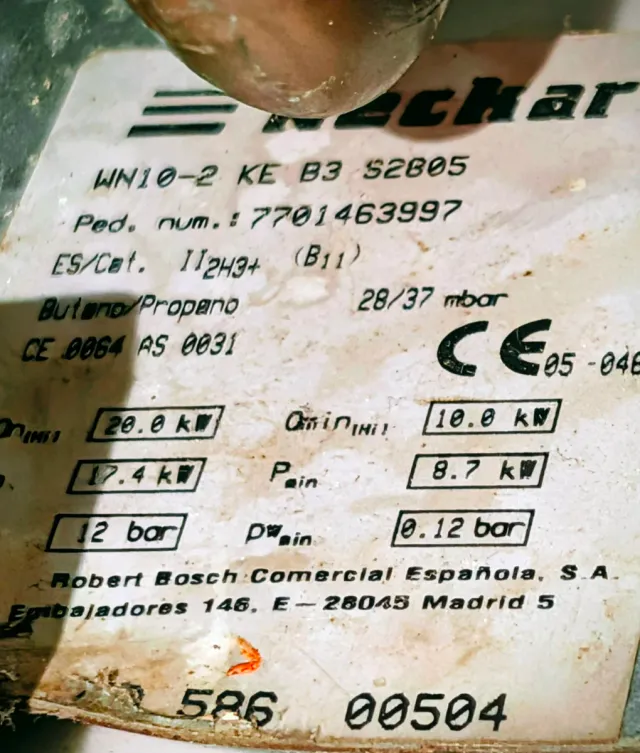 Neckar
WN10-2 KE B3 S2805
Ped. num.: 7701463997
ES/Cat. II2H3+ (B11)
Butano/Propano 28/37 mbar
CE 0064 AS 0031
CE 05-046
Qn(Hi) 20.0 kW Qmin(Hi) 10.0 kW
17.4 kW Pmin 8.7 kW
12 bar pwmin 0.12 bar
Robert Bosch Comercial Española, S A
Embajadores 146, E-28045 Madrid 5
586 00504